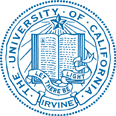 THE UNIVERSITY OF CALIFORNIA
LET THERE BE LIGHT
IRVINE